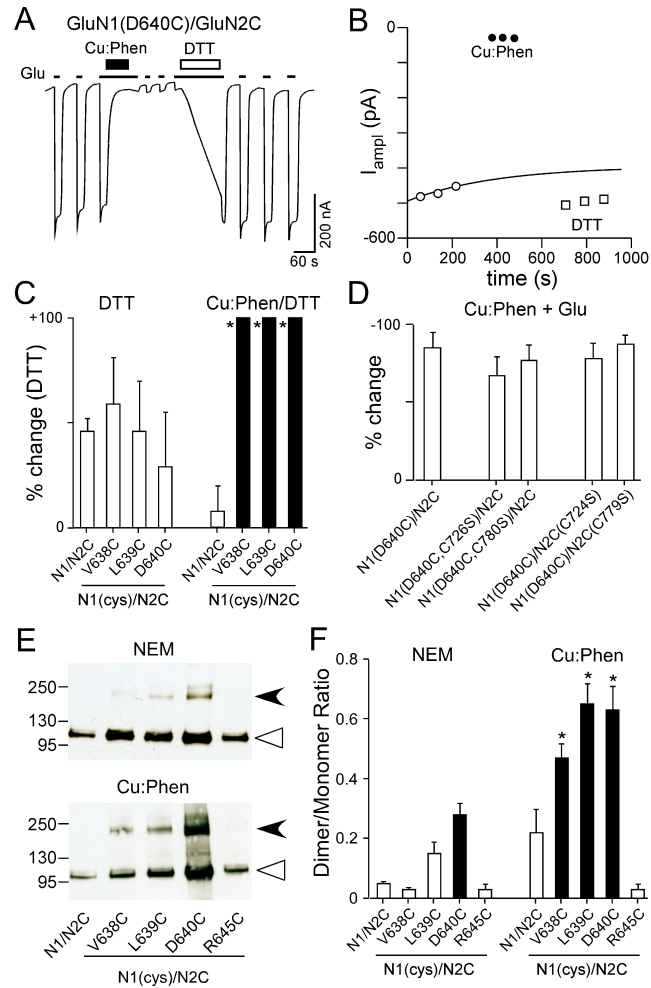 A
GluN1(D640C)/GluN2C
Cu:Phen
DTT
Glu
200 nA
60 s
B
0
Cu:Phen
I ampl (pA)
DTT
-600
0 200 400 600 800 1000
time (s)
C
DTT
Cu:Phen/DTT
+100
* * *
% change (DTT)
0
N1/N2C V638C L639C D640C N1/N2C V638C L639C D640C
N1(cys)/N2C N1(cys)/N2C
D
Cu:Phen + Glu
-100
% change
0
N1(D640C)/N2C
N1(D640C,C726S)/N2C
N1(D640C,C780S)/N2C
N1(D640C)/N2C(C724S)
N1(D640C)/N2C(C779S)
E
NEM
250
130
95
Cu:Phen
250
130
95
N1/N2C V638C L639C D640C R645C
N1(cys)/N2C
F
NEM
Cu:Phen
0.8
0.6
0.4
0.2
0
* * *
Dimer/Monomer Ratio
N1/N2C V638C L639C D640C R645C N1/N2C V638C L639C D640C R645C
N1(cys)/N2C N1(cys)/N2C